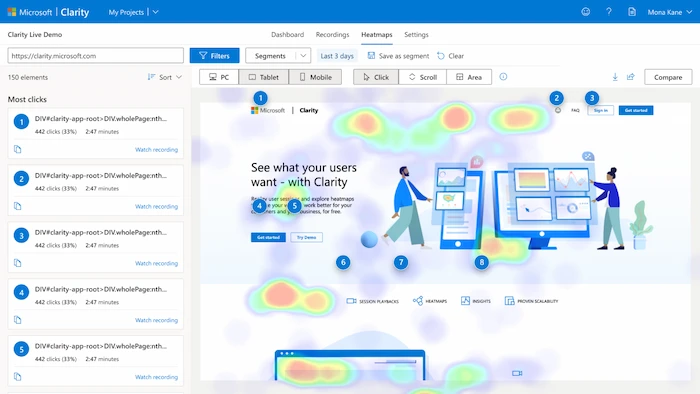 Microsoft | Clarity
My Projects
Mona Kane
Clarity Live Demo
Dashboard
Recordings
Heatmaps
Settings
https://clarity.microsoft.com
Filters
Segments
Last 3 days
Save as segment
Clear
150 elements
Sort
PC
Tablet
Mobile
Click
Scroll
Area
Compare
Most clicks
1
DIV#clarity-app-root>DIV.wholePage:nth...
442 clicks (33%) 2:47 minutes
Watch recording
2
DIV#clarity-app-root>DIV.wholePage:nth...
442 clicks (33%) 2:47 minutes
Watch recording
3
DIV#clarity-app-root>DIV.wholePage:nth...
442 clicks (33%) 2:47 minutes
Watch recording
4
DIV#clarity-app-root>DIV.wholePage:nth...
442 clicks (33%) 2:47 minutes
Watch recording
5
DIV#clarity-app-root>DIV.wholePage:nth...
442 clicks (33%) 2:47 minutes
Watch recording
1
2
3
Microsoft | Clarity
FAQ
Sign in
Get started
See what your users
want - with Clarity
user and explore heatmaps
your work better for your
and business, for free.
4
5
Get started
Try Demo
6
7
8
SESSION PLAYBACKS
HEATMAPS
INSIGHTS
PROVEN SCALABILITY